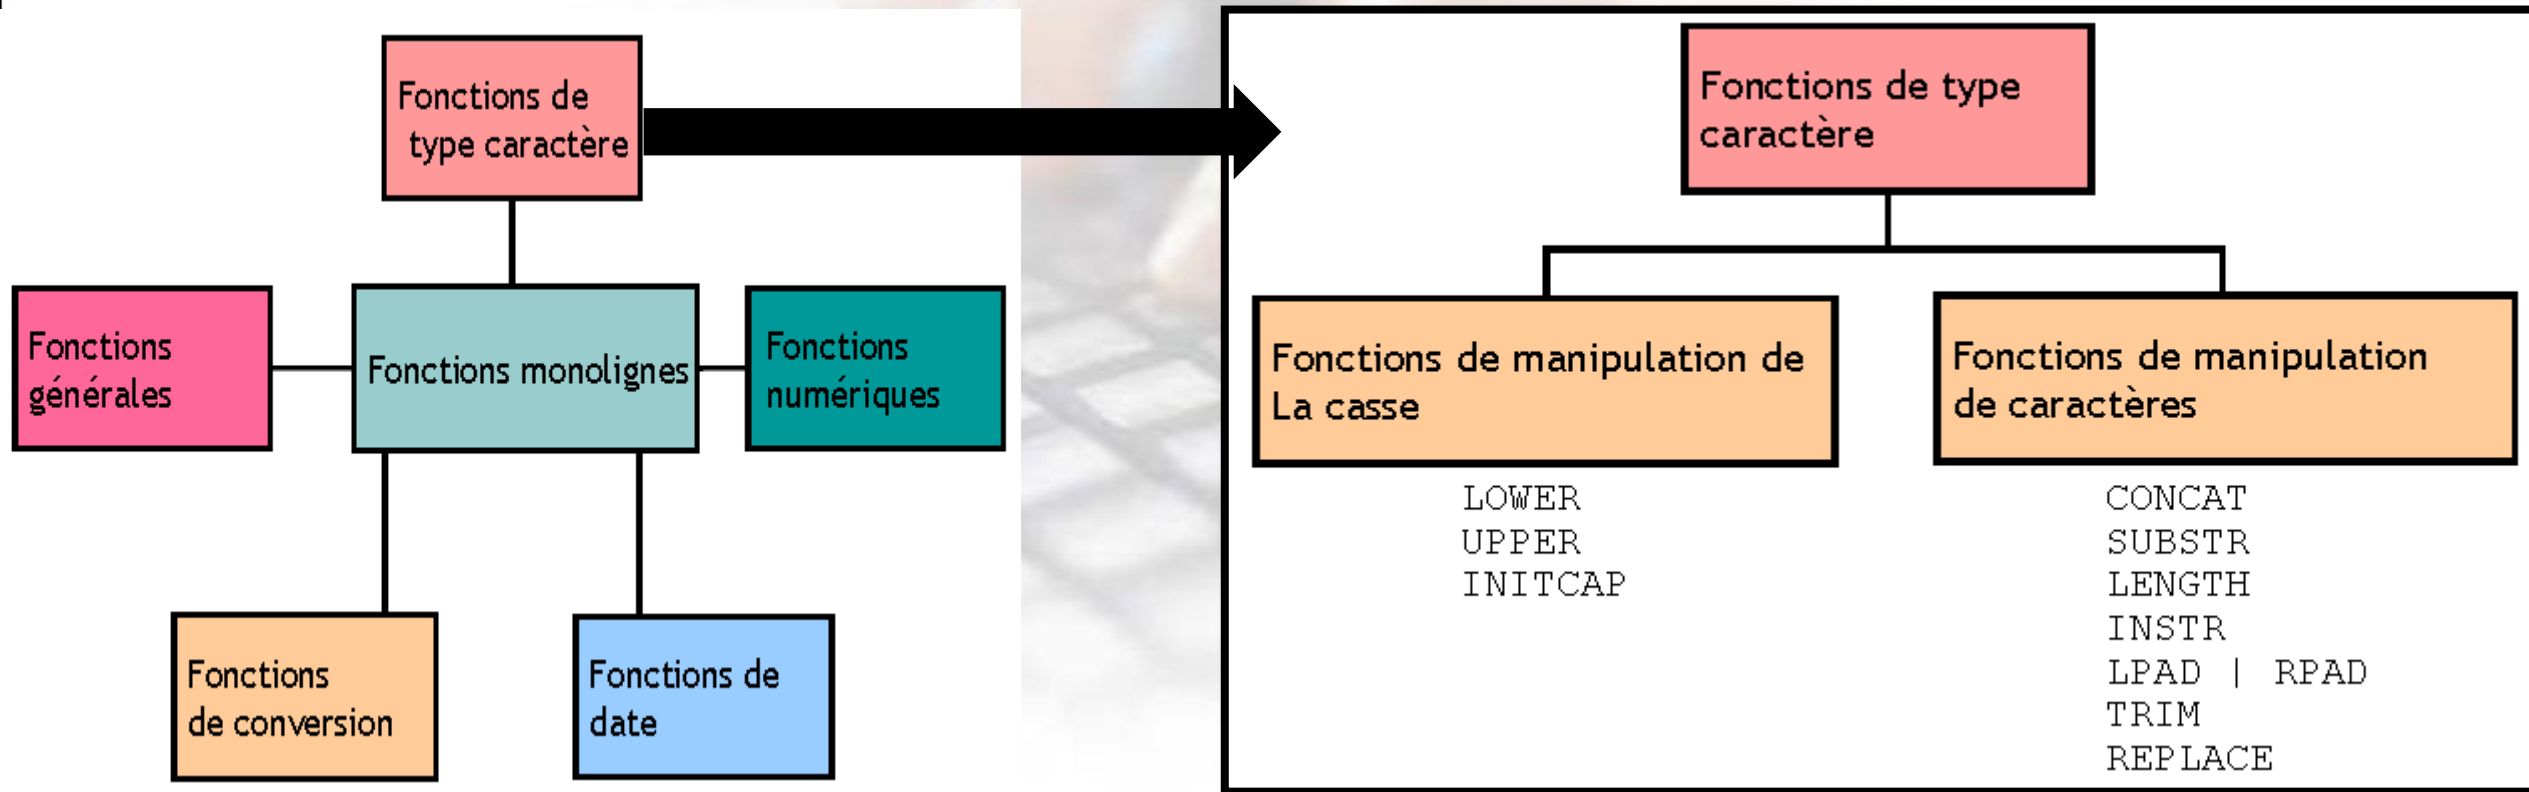 Fonctions de
type caractère
Fonctions
générales
Fonctions monolignes
Fonctions
numériques
Fonctions
de conversion
Fonctions de
date
Fonctions de type
caractère
Fonctions de manipulation de
La casse
LOWER
UPPER
INITCAP
Fonctions de manipulation
de caractères
CONCAT
SUBSTR
LENGTH
INSTR
LPAD | RPAD
TRIM
REPLACE